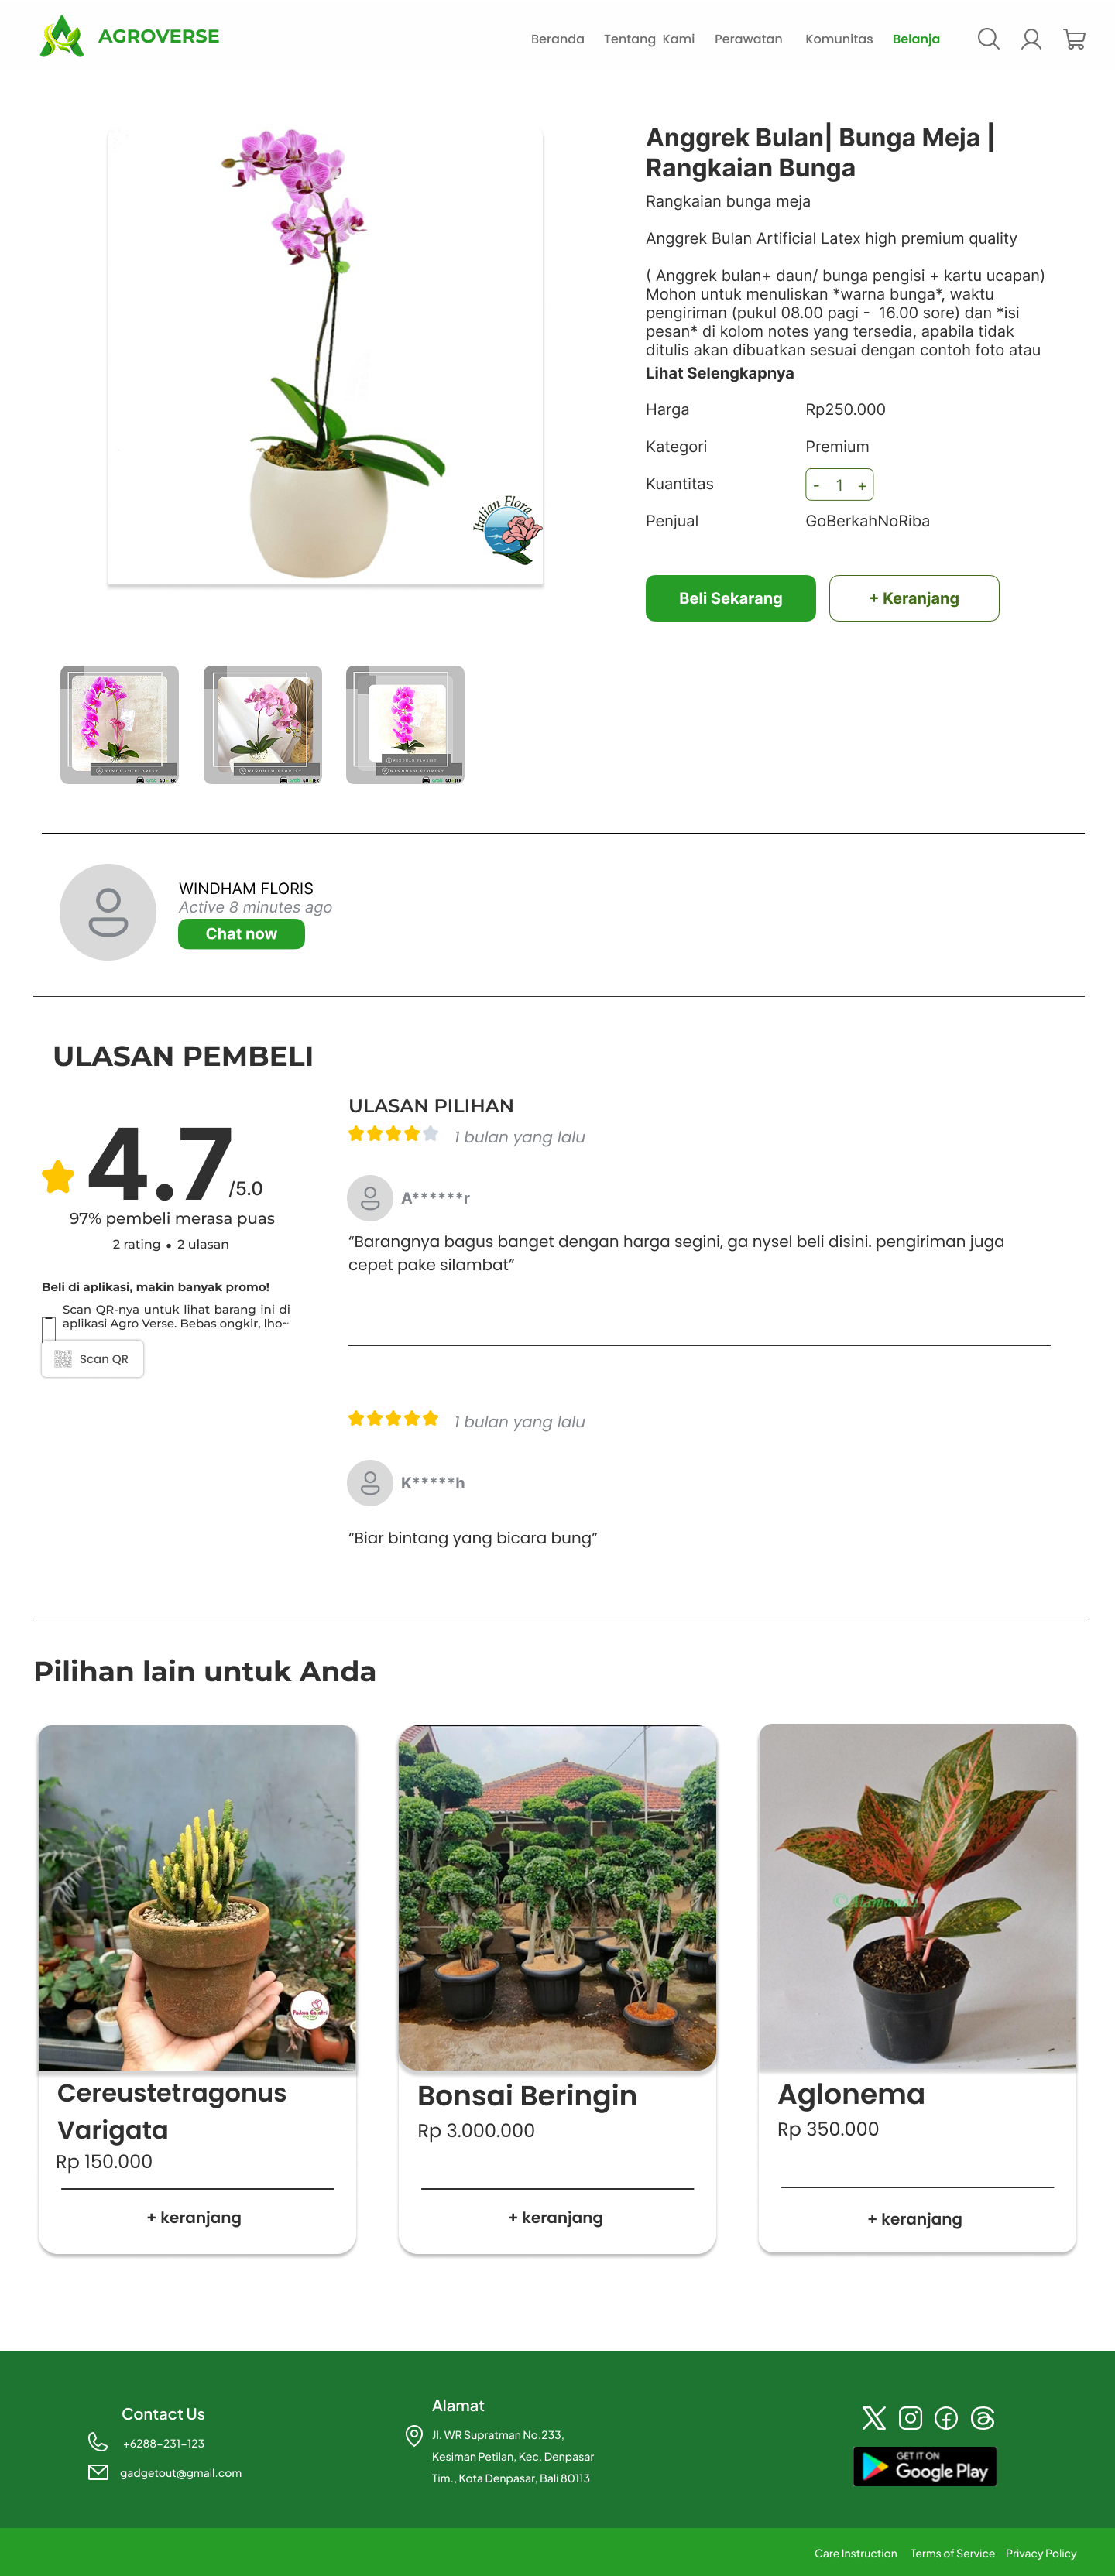 AGROVERSE
Beranda Tentang Kami Perawatan Komunitas Belanja
Anggrek Bulan| Bunga Meja |
Rangkaian Bunga
Rangkaian bunga meja
Anggrek Bulan Artificial Latex high premium quality
( Anggrek bulan+ daun/ bunga pengisi + kartu ucapan)
Mohon untuk menuliskan *warna bunga*, waktu
pengiriman (pukul 08.00 pagi - 16.00 sore) dan *isi
pesan* di kolom notes yang tersedia, apabila tidak
ditulis akan dibuatkan sesuai dengan contoh foto atau
Lihat Selengkapnya
Harga Rp250.000
Kategori Premium
Kuantitas - 1 +
Penjual GoBerkahNoRiba
Italian Flora
Beli Sekarang + Keranjang
WINDHAM FLORIST
WINDHAM FLORIST
WINDHAM FLORIST
WINDHAM FLORIST
WINDHAM FLORIS
Active 8 minutes ago
Chat now
ULASAN PEMBELI
4.7/5.0
97% pembeli merasa puas
2 rating • 2 ulasan
Beli di aplikasi, makin banyak promo!
Scan QR-nya untuk lihat barang ini di
aplikasi Agro Verse. Bebas ongkir, lho~
Scan QR
ULASAN PILIHAN
1 bulan yang lalu
A******r
“Barangnya bagus banget dengan harga segini, ga nysel beli disini. pengiriman juga
cepet pake silambat”
1 bulan yang lalu
K*****h
“Biar bintang yang bicara bung”
Pilihan lain untuk Anda
Cereustetragonus
Varigata
Rp 150.000
+ keranjang
Bonsai Beringin
Rp 3.000.000
+ keranjang
Aglonema
Rp 350.000
+ keranjang
Contact Us
+6288-231-123
gadgetout@gmail.com
Alamat
Jl. WR Supratman No.233,
Kesiman Petilan, Kec. Denpasar
Tim., Kota Denpasar, Bali 80113
GET IT ON
Google Play
Care Instruction Terms of Service Privacy Policy